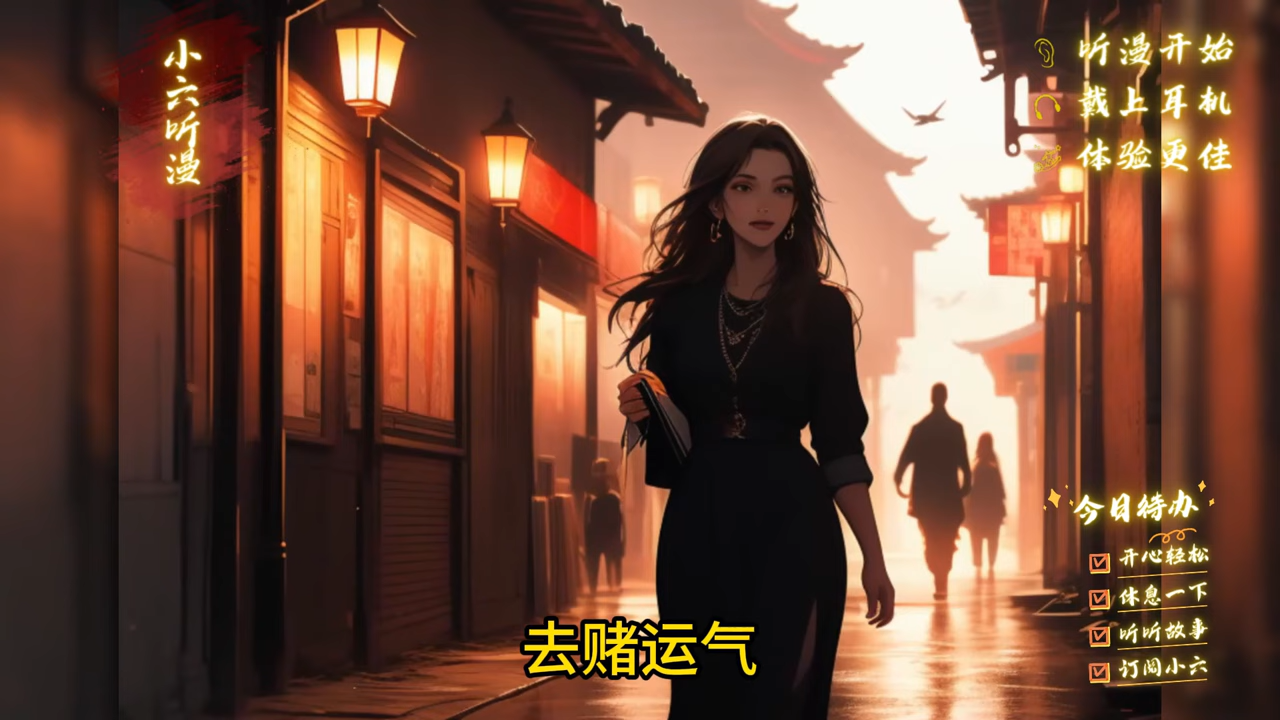 小六听漫
听漫开始
戴上耳机
体验更佳
今日待办
开心轻松
休息一下
听听故事
订阅小六
去赌运气